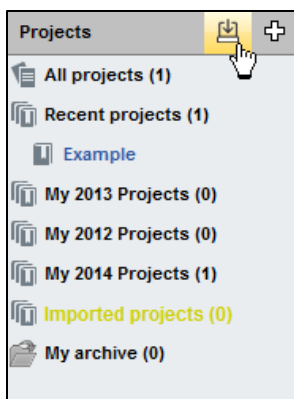 Projects
All projects (1)
Recent projects (1)
Example
My 2013 Projects (0)
My 2012 Projects (0)
My 2014 Projects (1)
Imported projects (0)
My archive (0)